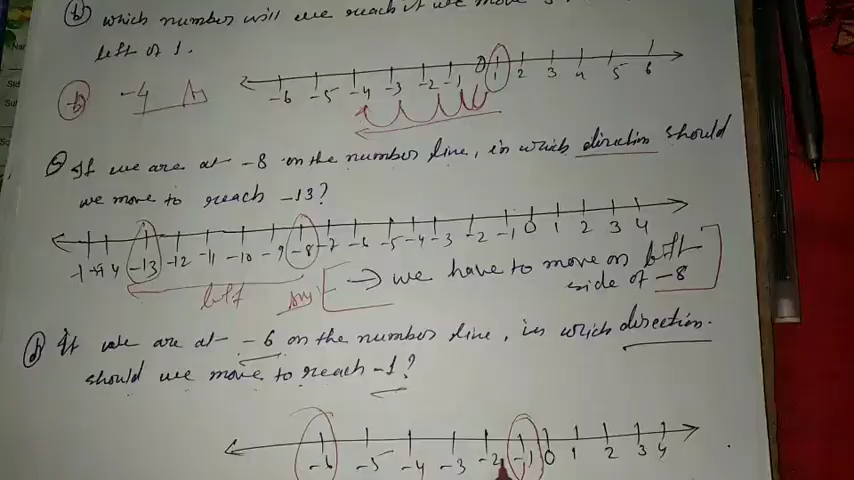 (b) which number will we reach if we move 5
left of 1.
(b) -4 Ans
-6 -5 -4 -3 -2 -1 0 1 2 3 4 5 6
(c) If we are at -8 on the number line, in which direction should
we move to reach -13?
-14 -13 -12 -11 -10 -9 -8 -7 -6 -5 -4 -3 -2 -1 0 1 2 3 4
left Ans → we have to move on left
side of -8
(d) If we are at -6 on the number line, in which direction.
should we move to reach -1?
-6 -5 -4 -3 -2 -1 0 1 2 3 4